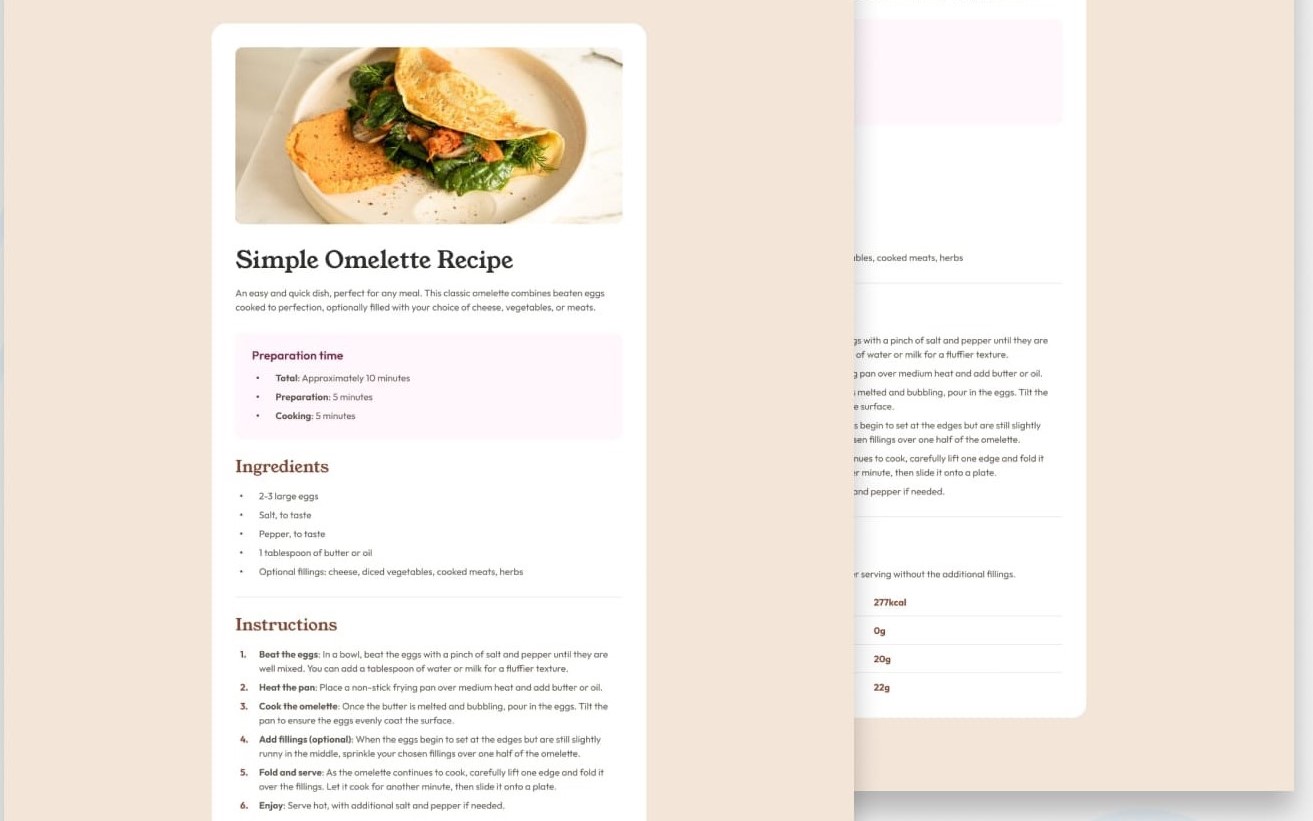 Simple Omelette Recipe
An easy and quick dish, perfect for any meal. This classic omelette combines beaten eggs
cooked to perfection, optionally filled with your choice of cheese, vegetables, or meats.
Preparation time
• Total: Approximately 10 minutes
• Preparation: 5 minutes
• Cooking: 5 minutes
Ingredients
• 2-3 large eggs
• Salt, to taste
• Pepper, to taste
• 1 tablespoon of butter or oil
• Optional fillings: cheese, diced vegetables, cooked meats, herbs
Instructions
1. Beat the eggs: In a bowl, beat the eggs with a pinch of salt and pepper until they are
well mixed. You can add a tablespoon of water or milk for a fluffier texture.
2. Heat the pan: Place a non-stick frying pan over medium heat and add butter or oil.
3. Cook the omelette: Once the butter is melted and bubbling, pour in the eggs. Tilt the
pan to ensure the eggs evenly coat the surface.
4. Add fillings (optional): When the eggs begin to set at the edges but are still slightly
runny in the middle, sprinkle your chosen fillings over one half of the omelette.
5. Fold and serve: As the omelette continues to cook, carefully lift one edge and fold it
over the fillings. Let it cook for another minute, then slide it onto a plate.
6. Enjoy: Serve hot, with additional salt and pepper if needed.
bles, cooked meats, herbs
gs with a pinch of salt and pepper until they are
of water or milk for a fluffier texture.
g pan over medium heat and add butter or oil.
melted and bubbling, pour in the eggs. Tilt the
e surface.
s begin to set at the edges but are still slightly
sen fillings over one half of the omelette.
nues to cook, carefully lift one edge and fold it
r minute, then slide it onto a plate.
and pepper if needed.
r serving without the additional fillings.
277kcal
0g
20g
22g